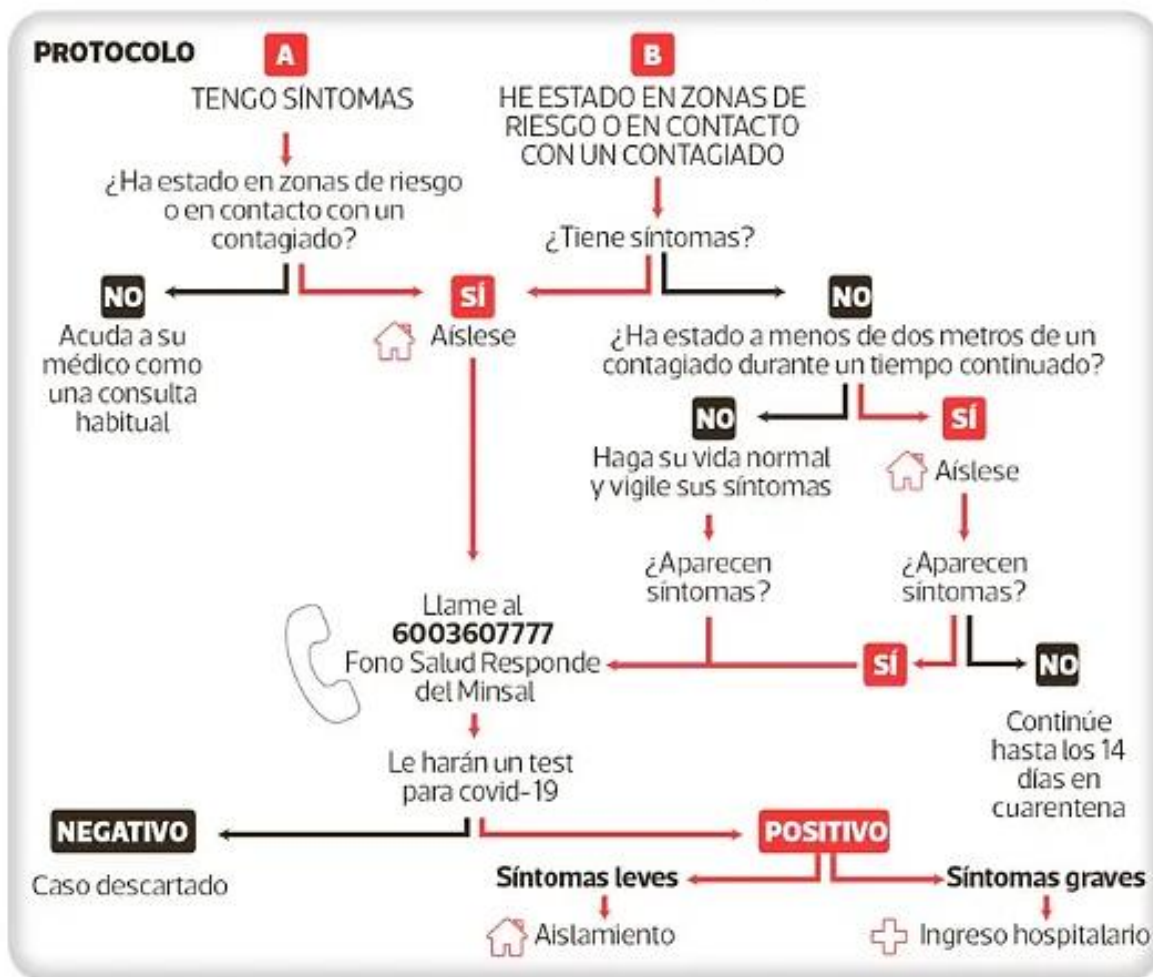 PROTOCOLO
A
TENGO SÍNTOMAS
¿Ha estado en zonas de riesgo
o en contacto con un
contagiado?
NO
Acuda a su
médico como
una consulta
habitual
SÍ
Aíslese
B
HE ESTADO EN ZONAS DE
RIESGO O EN CONTACTO
CON UN CONTAGIADO
¿Tiene síntomas?
NO
¿Ha estado a menos de dos metros de un
contagiado durante un tiempo continuado?
NO
Haga su vida normal
y vigile sus síntomas
¿Aparecen
síntomas?
SÍ
Aíslese
¿Aparecen
síntomas?
SÍ
NO
Continúe
hasta los 14
días en
cuarentena
Llame al
6003607777
Fono Salud Responde
del Minsal
Le harán un test
para covid-19
NEGATIVO
Caso descartado
POSITIVO
Síntomas leves
Aislamiento
Síntomas graves
Ingreso hospitalario